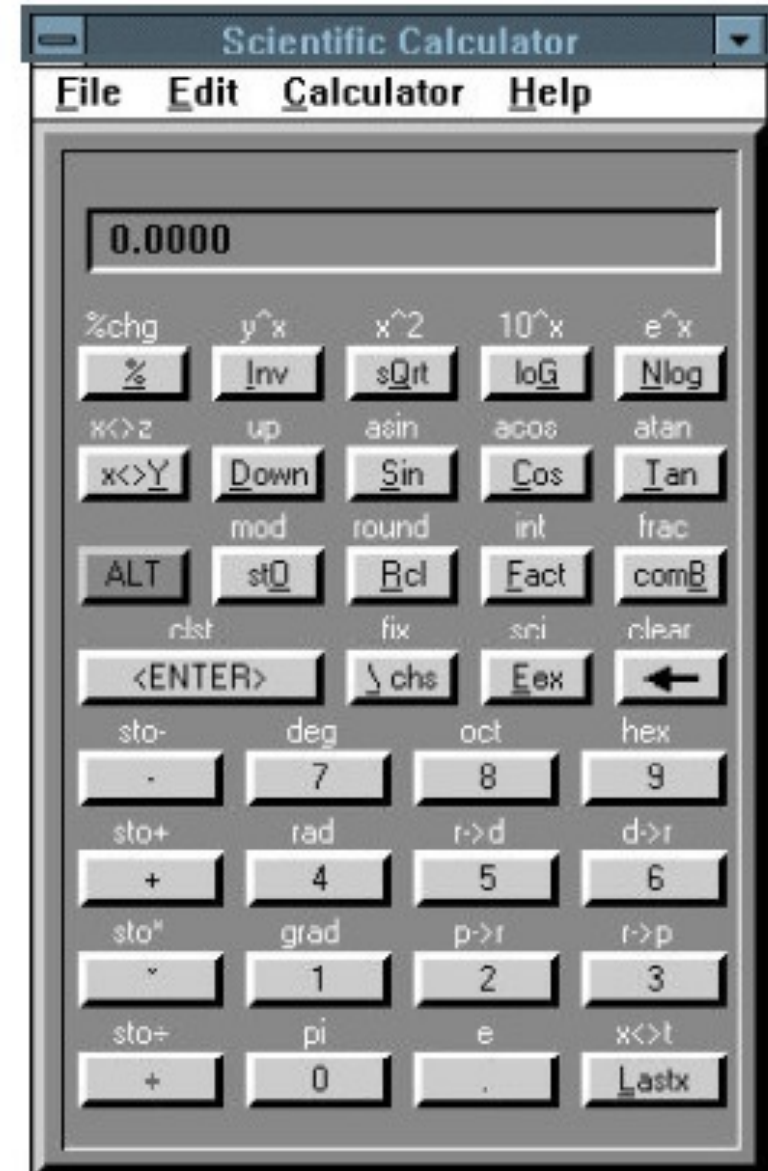 Scientific Calculator
File Edit Calculator Help
0.0000
%chg y^x x^2 10^x e^x
% Inv sQrt loG Nlog
x<>z up asin acos atan
x<>Y Down Sin Cos Tan
mod round int frac
ALT stO Rcl Fact comB
clst fix sci clear
<ENTER> \ chs Eex ←
sto- deg oct hex
- 7 8 9
sto+ rad r->d d->r
+ 4 5 6
sto* grad p->r r->p
* 1 2 3
sto÷ pi e x<>t
÷ 0 . Lastx